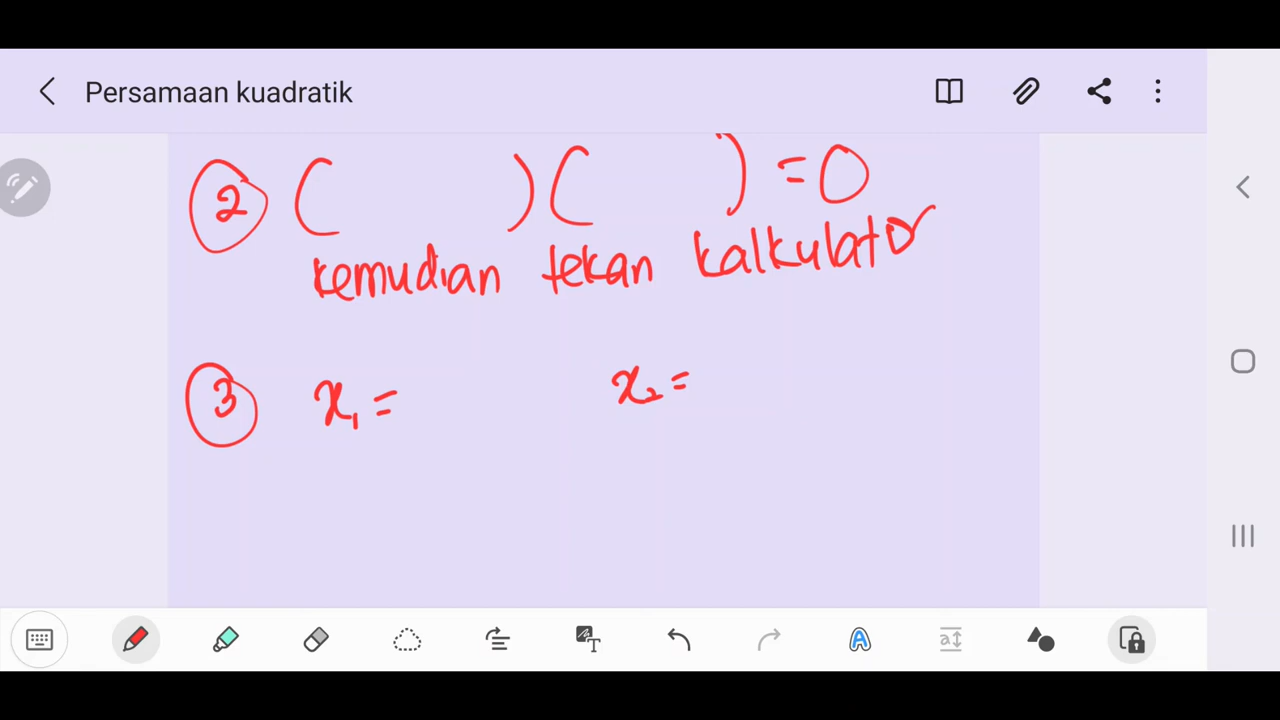 Persamaan kuadratik
② ( ) ( ) = 0
kemudian tekan kalkulator
③ x₁ = x₂ =